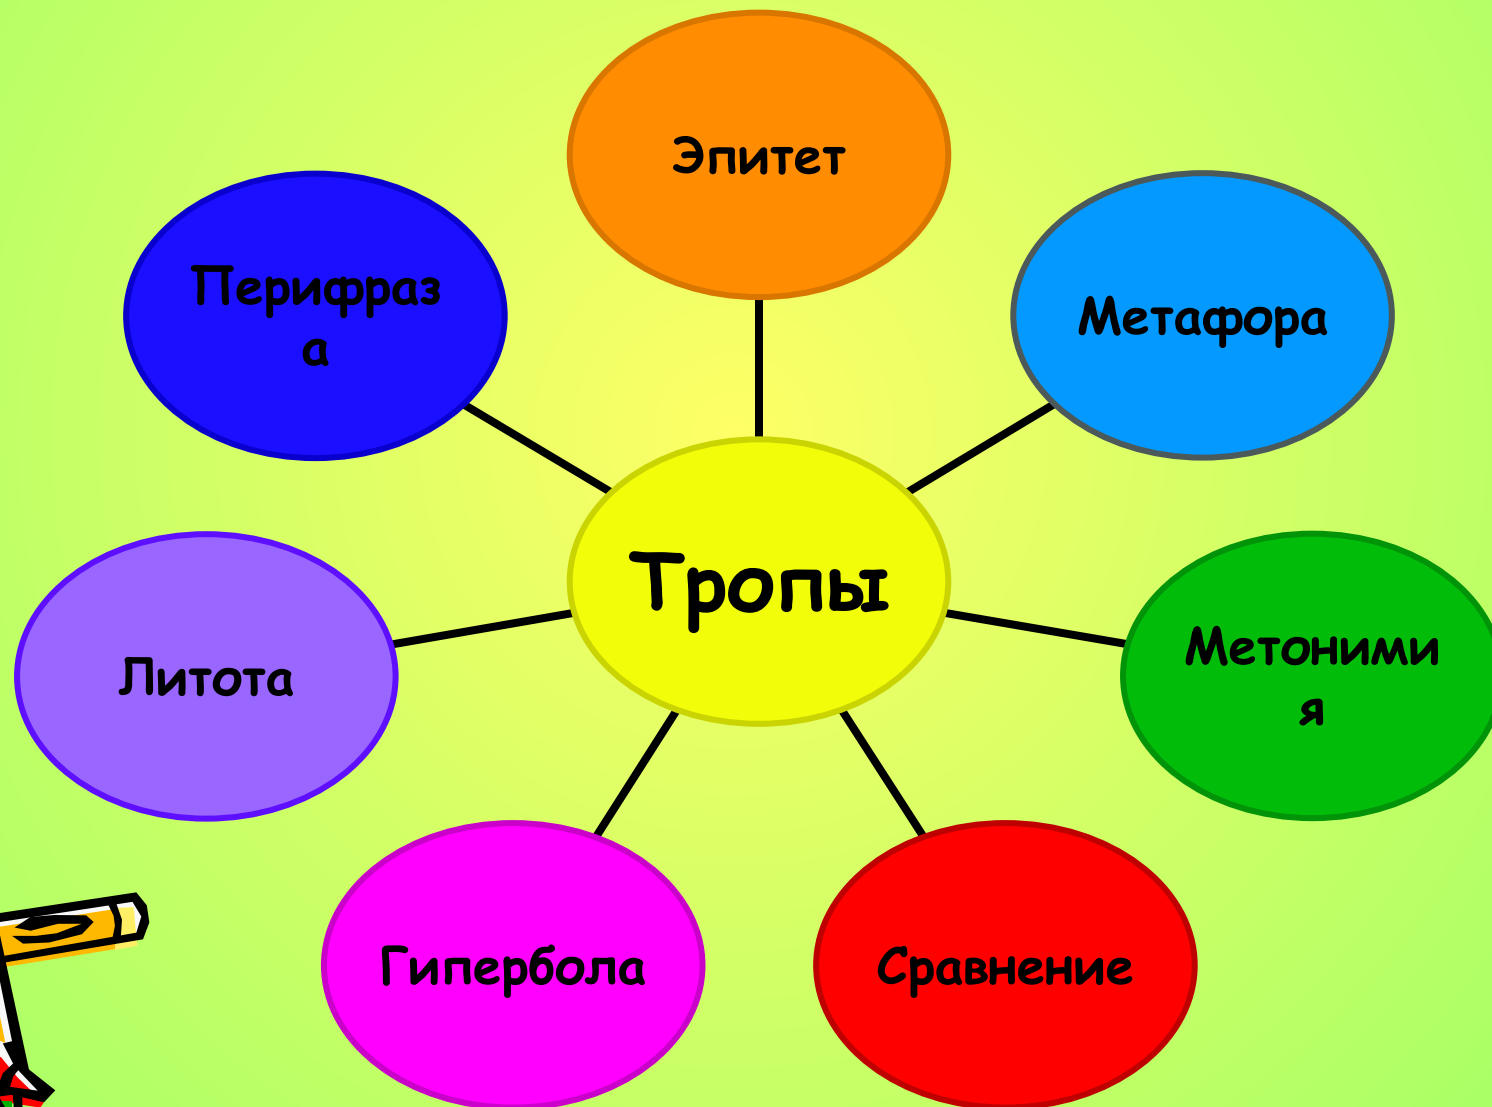 Эпитет
Перифраз
а
Метафора
Тропы
Метоними
я
Литота
Гипербола
Сравнение